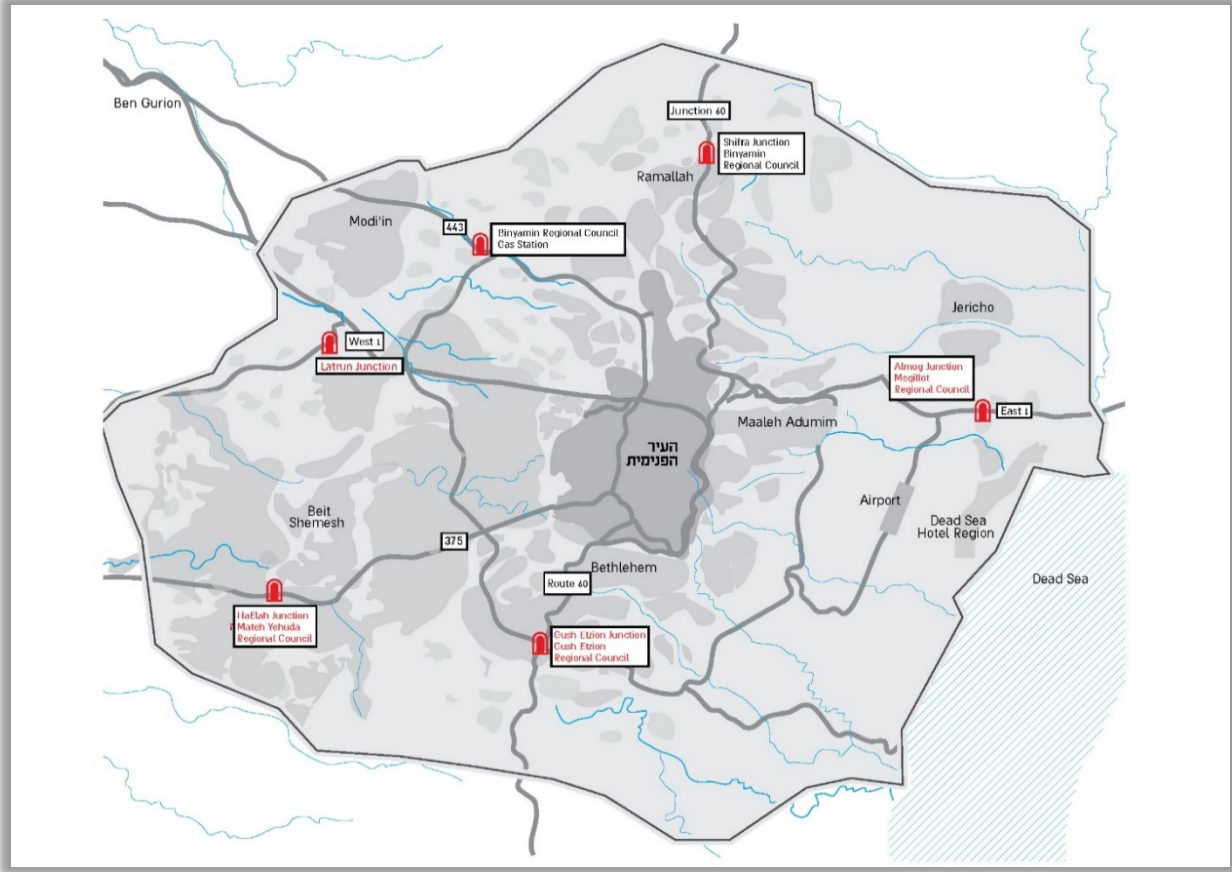 Junction 60
Ben Gurion
Shifra Junction
Binyamin
Regional Council
Ramallah
Modi'in
443
Binyamin Regional Council
Gas Station
Jericho
West 1
Latrun Junction
Almog Junction
Megillot
Regional Council
East 1
Maaleh Adumim
העיר
הפנימית
Airport
Beit
Shemesh
Dead Sea
Hotel Region
375
Bethlehem
Dead Sea
Route 60
HaElah Junction
Mateh Yehuda
Regional Council
Gush Etzion Junction
Gush Etzion
Regional Council